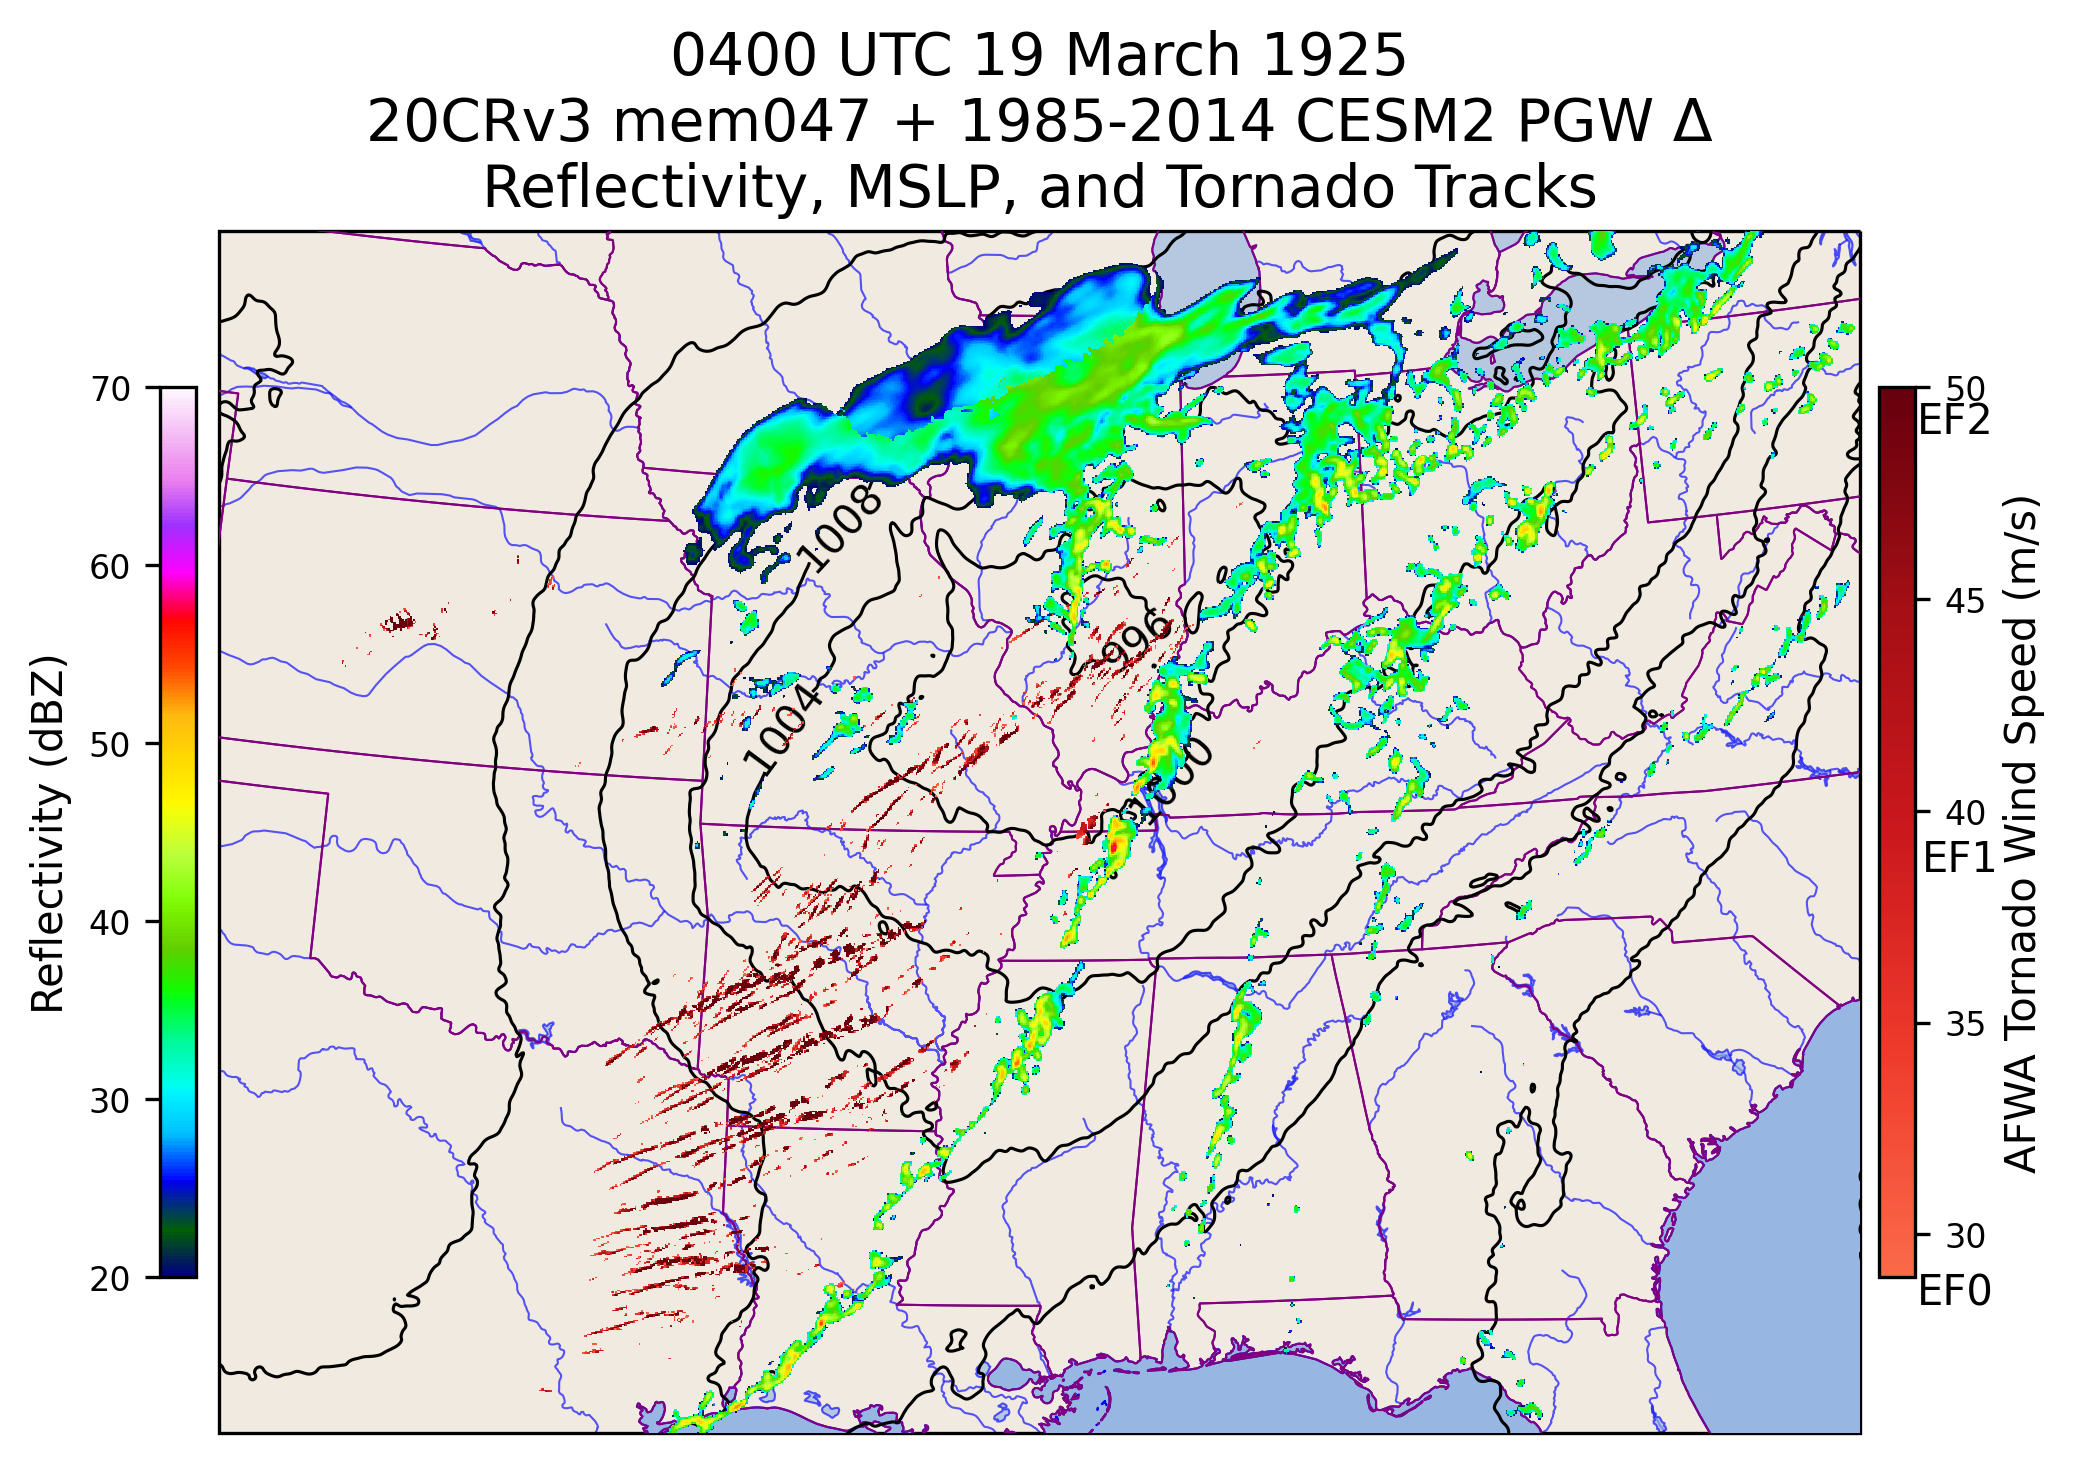 0400 UTC 19 March 1925
20CRv3 mem047 + 1985-2014 CESM2 PGW Δ
Reflectivity, MSLP, and Tornado Tracks
70
60
50
40
30
20
Reflectivity (dBZ)
1008
1004
996
1000
50
EF2
45
40
EF1
35
30
EF0
AFWA Tornado Wind Speed (m/s)